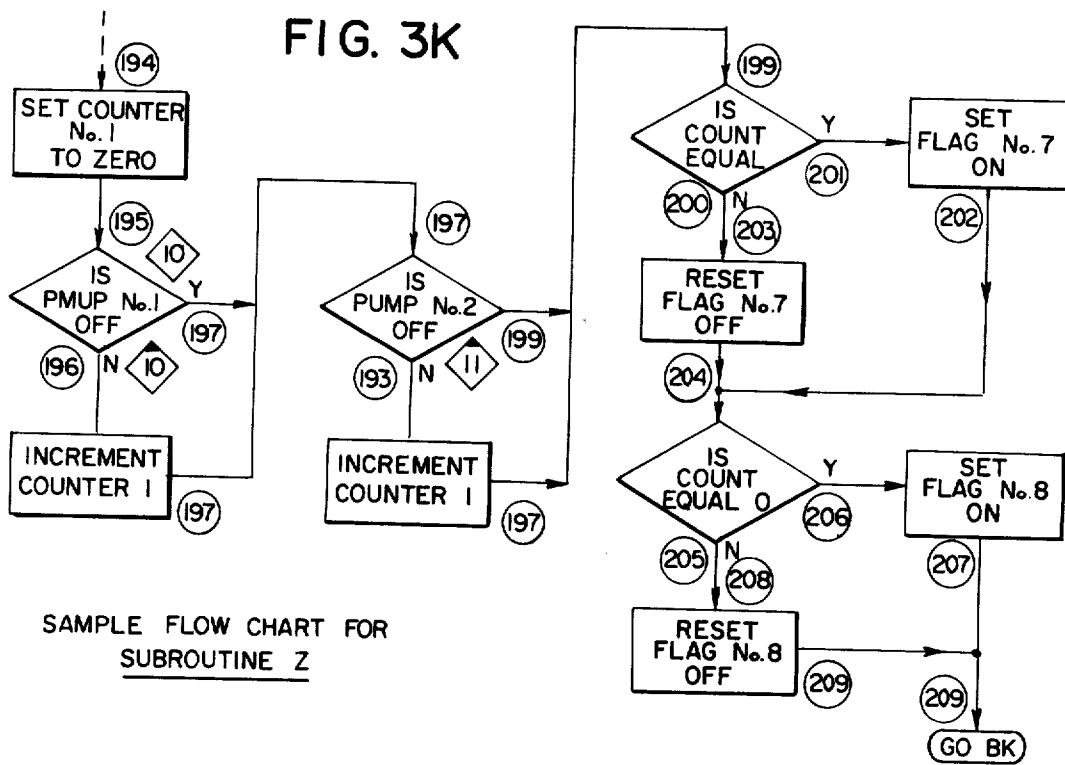 FIG. 3K
194
SET COUNTER
No.1
TO ZERO
195
10
IS
PMUP No.1
OFF
Y
197
196
N
10
INCREMENT
COUNTER 1
197
197
IS
PUMP No.2
OFF
199
193
N
11
INCREMENT
COUNTER 1
197
199
IS
COUNT
EQUAL
Y
201
SET
FLAG No.7
ON
202
200
N
203
RESET
FLAG No.7
OFF
204
IS
COUNT
EQUAL 0
Y
206
SET
FLAG No.8
ON
207
205
N
208
RESET
FLAG No.8
OFF
209
209
GO BK
SAMPLE FLOW CHART FOR
SUBROUTINE Z